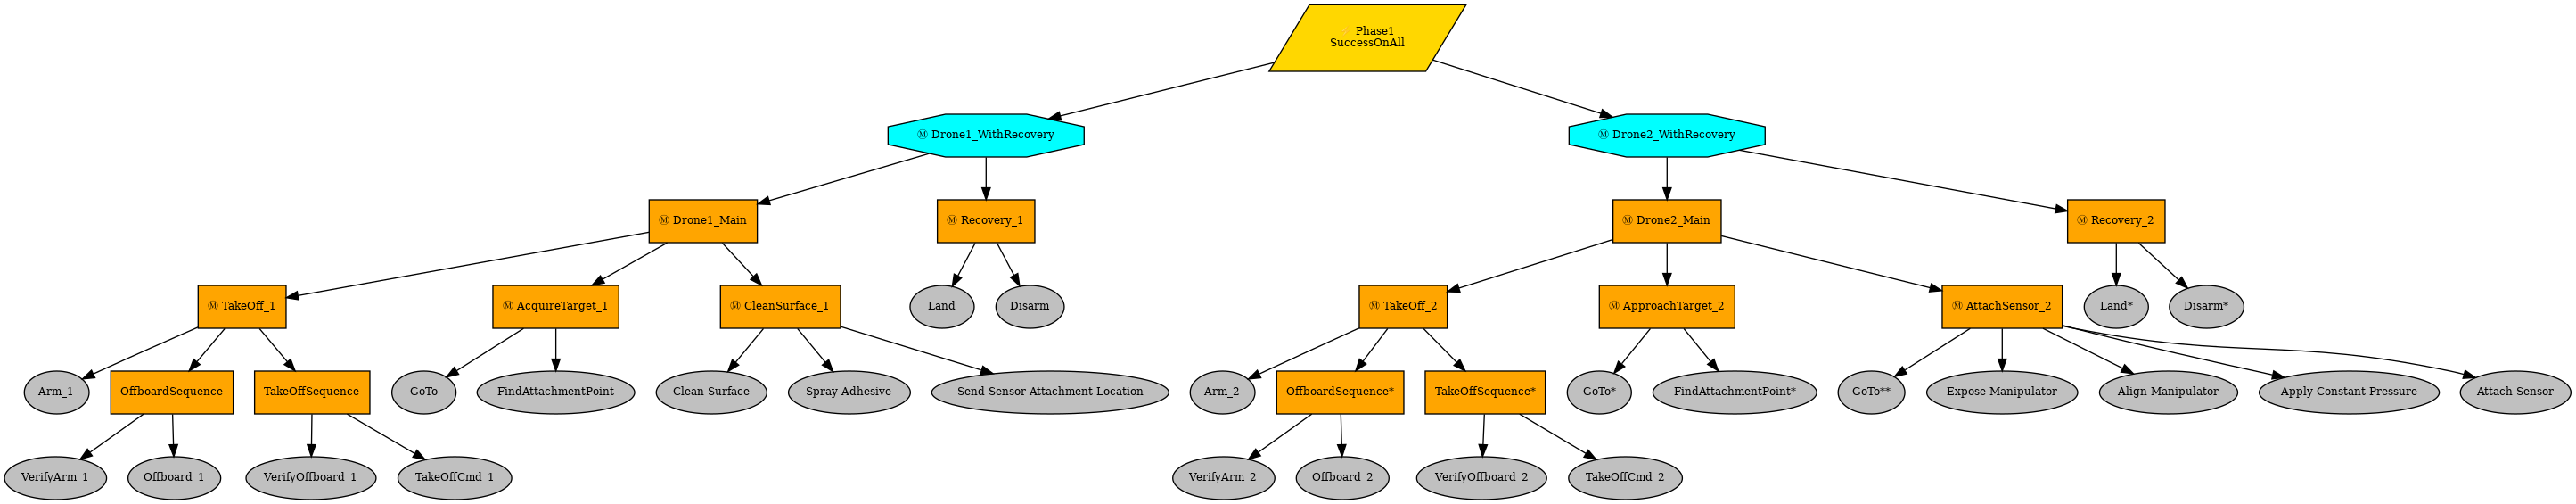 Phase1
SuccessOnAll
Ⓜ Drone1_WithRecovery
Ⓜ Drone2_WithRecovery
Ⓜ Drone1_Main
Ⓜ Recovery_1
Ⓜ Drone2_Main
Ⓜ Recovery_2
Ⓜ TakeOff_1
Ⓜ AcquireTarget_1
Ⓜ CleanSurface_1
Land
Disarm
Ⓜ TakeOff_2
Ⓜ ApproachTarget_2
Ⓜ AttachSensor_2
Land*
Disarm*
Arm_1
OffboardSequence
TakeOffSequence
GoTo
FindAttachmentPoint
Clean Surface
Spray Adhesive
Send Sensor Attachment Location
Arm_2
OffboardSequence*
TakeOffSequence*
GoTo*
FindAttachmentPoint*
GoTo**
Expose Manipulator
Align Manipulator
Apply Constant Pressure
Attach Sensor
VerifyArm_1
Offboard_1
VerifyOffboard_1
TakeOffCmd_1
VerifyArm_2
Offboard_2
VerifyOffboard_2
TakeOffCmd_2